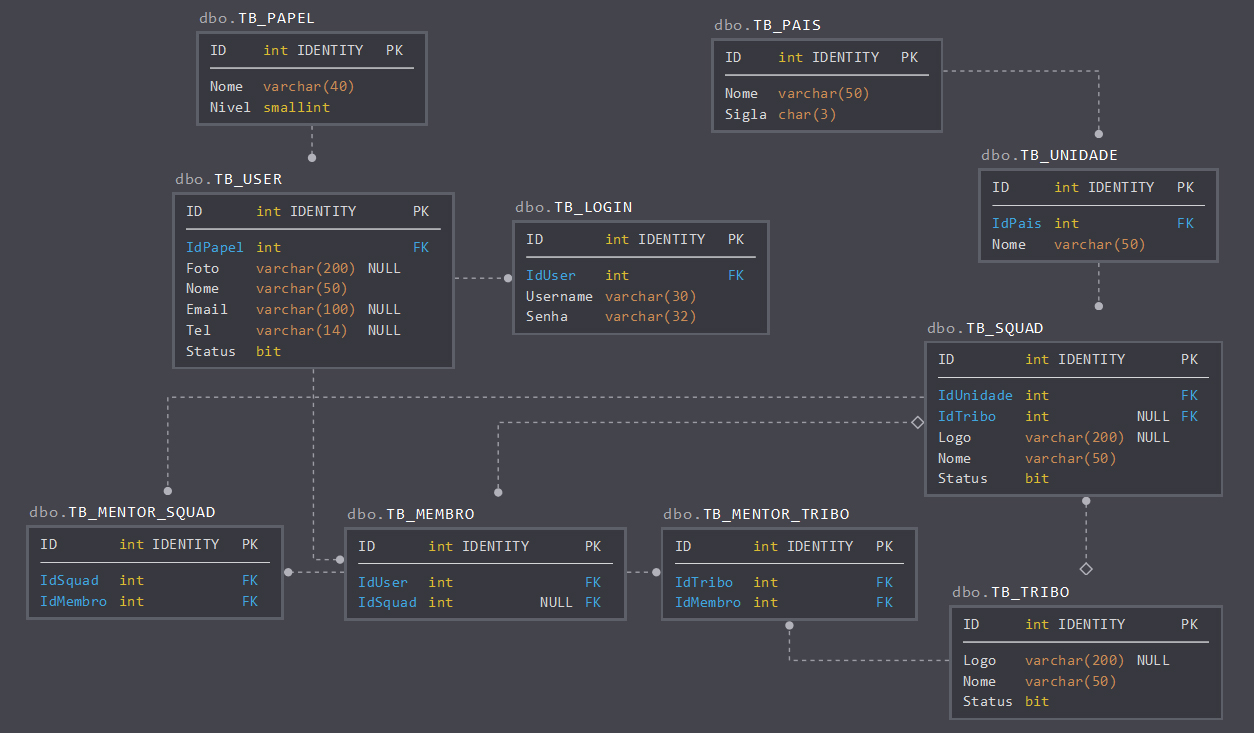 dbo.TB_PAPEL
ID int IDENTITY PK
Nome varchar(40)
Nivel smallint
dbo.TB_PAIS
ID int IDENTITY PK
Nome varchar(50)
Sigla char(3)
dbo.TB_UNIDADE
ID int IDENTITY PK
IdPais int FK
Nome varchar(50)
dbo.TB_USER
ID int IDENTITY PK
IdPapel int FK
Foto varchar(200) NULL
Nome varchar(50)
Email varchar(100) NULL
Tel varchar(14) NULL
Status bit
dbo.TB_LOGIN
ID int IDENTITY PK
IdUser int FK
Username varchar(30)
Senha varchar(32)
dbo.TB_SQUAD
ID int IDENTITY PK
IdUnidade int FK
IdTribo int NULL FK
Logo varchar(200) NULL
Nome varchar(50)
Status bit
dbo.TB_MENTOR_SQUAD
ID int IDENTITY PK
IdSquad int FK
IdMembro int FK
dbo.TB_MEMBRO
ID int IDENTITY PK
IdUser int FK
IdSquad int NULL FK
dbo.TB_MENTOR_TRIBO
ID int IDENTITY PK
IdTribo int FK
IdMembro int FK
dbo.TB_TRIBO
ID int IDENTITY PK
Logo varchar(200) NULL
Nome varchar(50)
Status bit